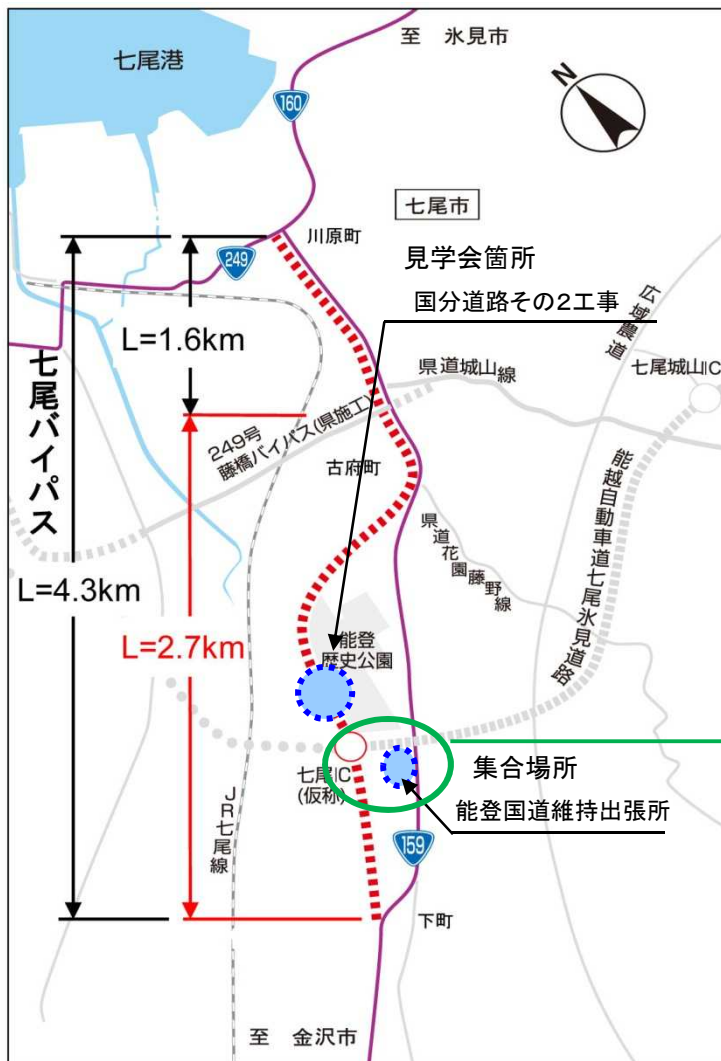 至 氷見市
七尾港
160
N
七尾市
川原町
249
見学会箇所
国分道路その2工事
広域農道
L=1.6km
県道城山線
七尾城山IC
七尾バイパス
249号
藤橋バイパス(県施工)
古府町
能越自動車道七尾氷見道路
県道花園藤野線
L=4.3km
L=2.7km
能登
歴史公園
集合場所
七尾IC
(仮称)
能登国道維持出張所
JR七尾線
159
下町
至 金沢市